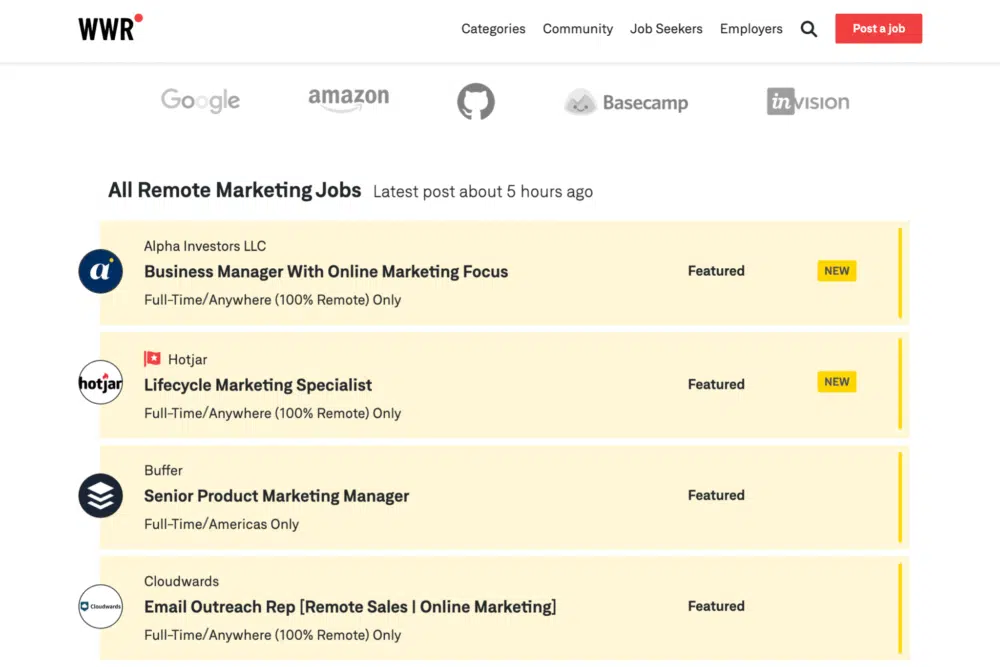 WWR
Categories Community Job Seekers Employers Post a job
Google amazon Basecamp inVISION
All Remote Marketing Jobs Latest post about 5 hours ago
Alpha Investors LLC
a Business Manager With Online Marketing Focus Featured NEW
Full-Time/Anywhere (100% Remote) Only
Hotjar
hotjar Lifecycle Marketing Specialist Featured NEW
Full-Time/Anywhere (100% Remote) Only
Buffer
Senior Product Marketing Manager Featured
Full-Time/Americas Only
Cloudwards
Cloudwards Email Outreach Rep [Remote Sales | Online Marketing] Featured
Full-Time/Anywhere (100% Remote) Only